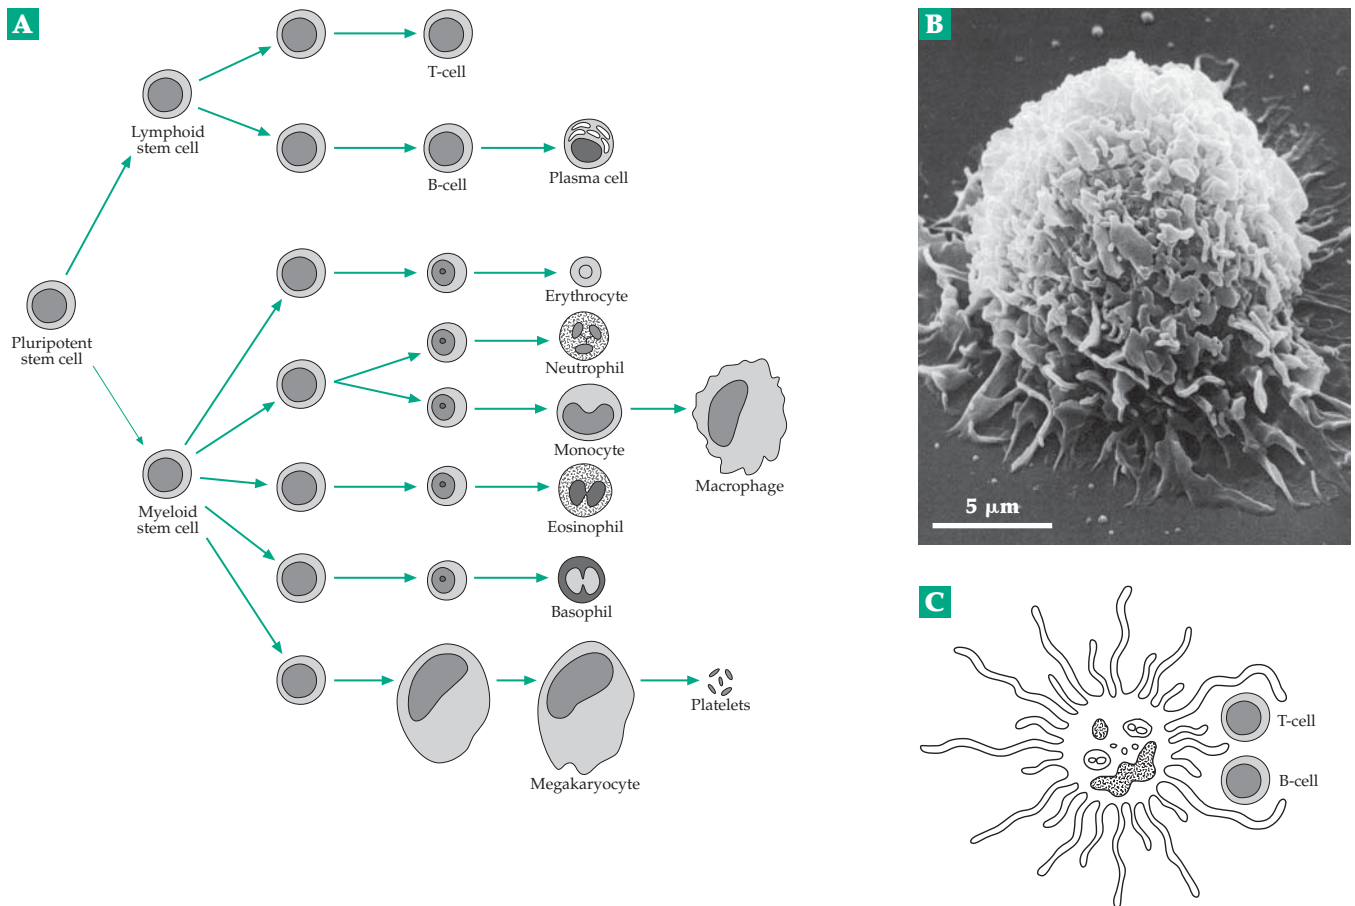 A
T-cell
Lymphoid
stem cell
B-cell
Plasma cell
Pluripotent
stem cell
Erythrocyte
Neutrophil
Monocyte
Macrophage
Myeloid
stem cell
Eosinophil
Basophil
Platelets
Megakaryocyte
B
5 μm
C
T-cell
B-cell